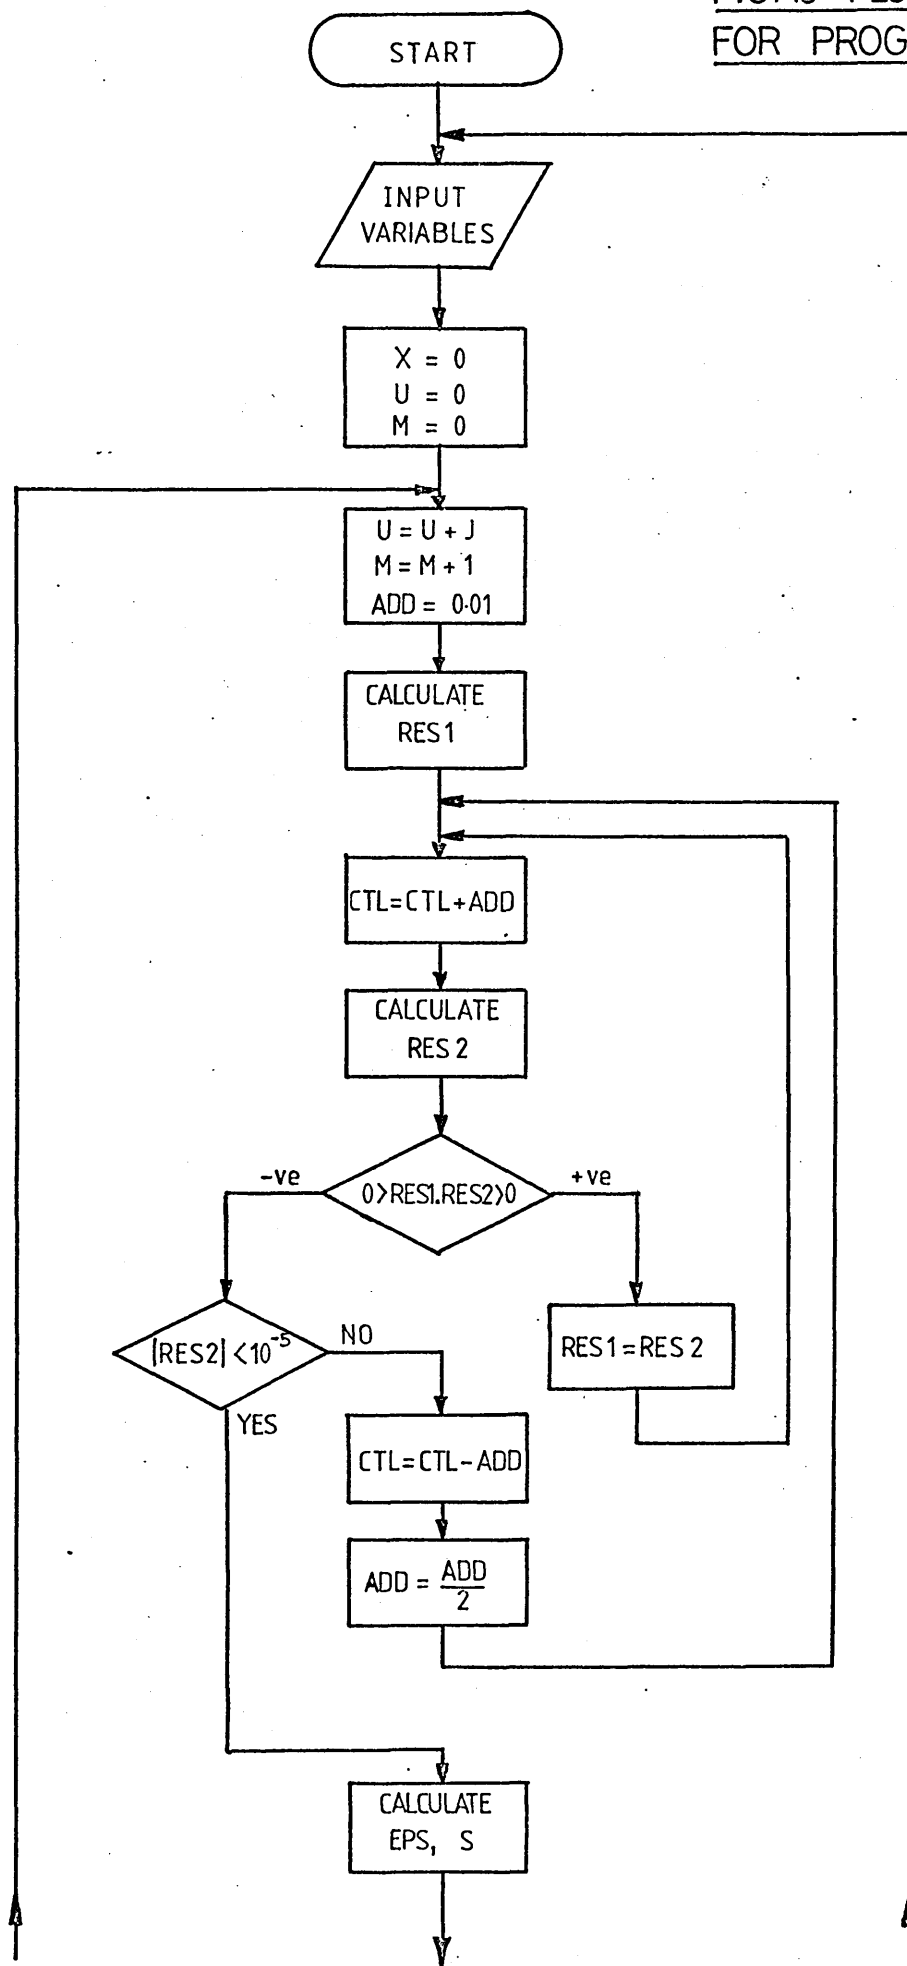 FOR PROG
START
INPUT
VARIABLES
X = 0
U = 0
M = 0
U = U + J
M = M + 1
ADD = 0·01
CALCULATE
RES1
CTL=CTL+ADD
CALCULATE
RES 2
0>RES1.RES2>0
-ve
+ve
|RES2| <10⁻⁵
NO
YES
RES 1 = RES 2
CTL=CTL-ADD
ADD = ADD/2
CALCULATE
EPS, S